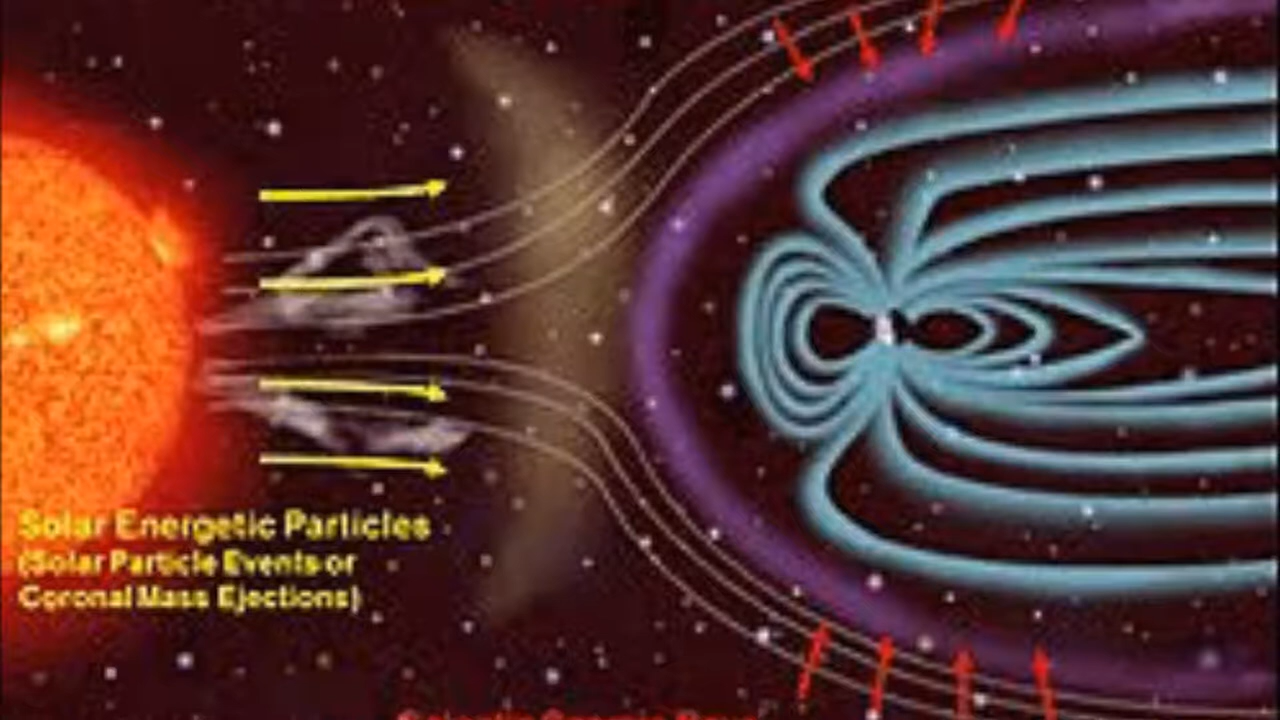 Solar Energetic Particles
(Solar Particle Events or
Coronal Mass Ejections)